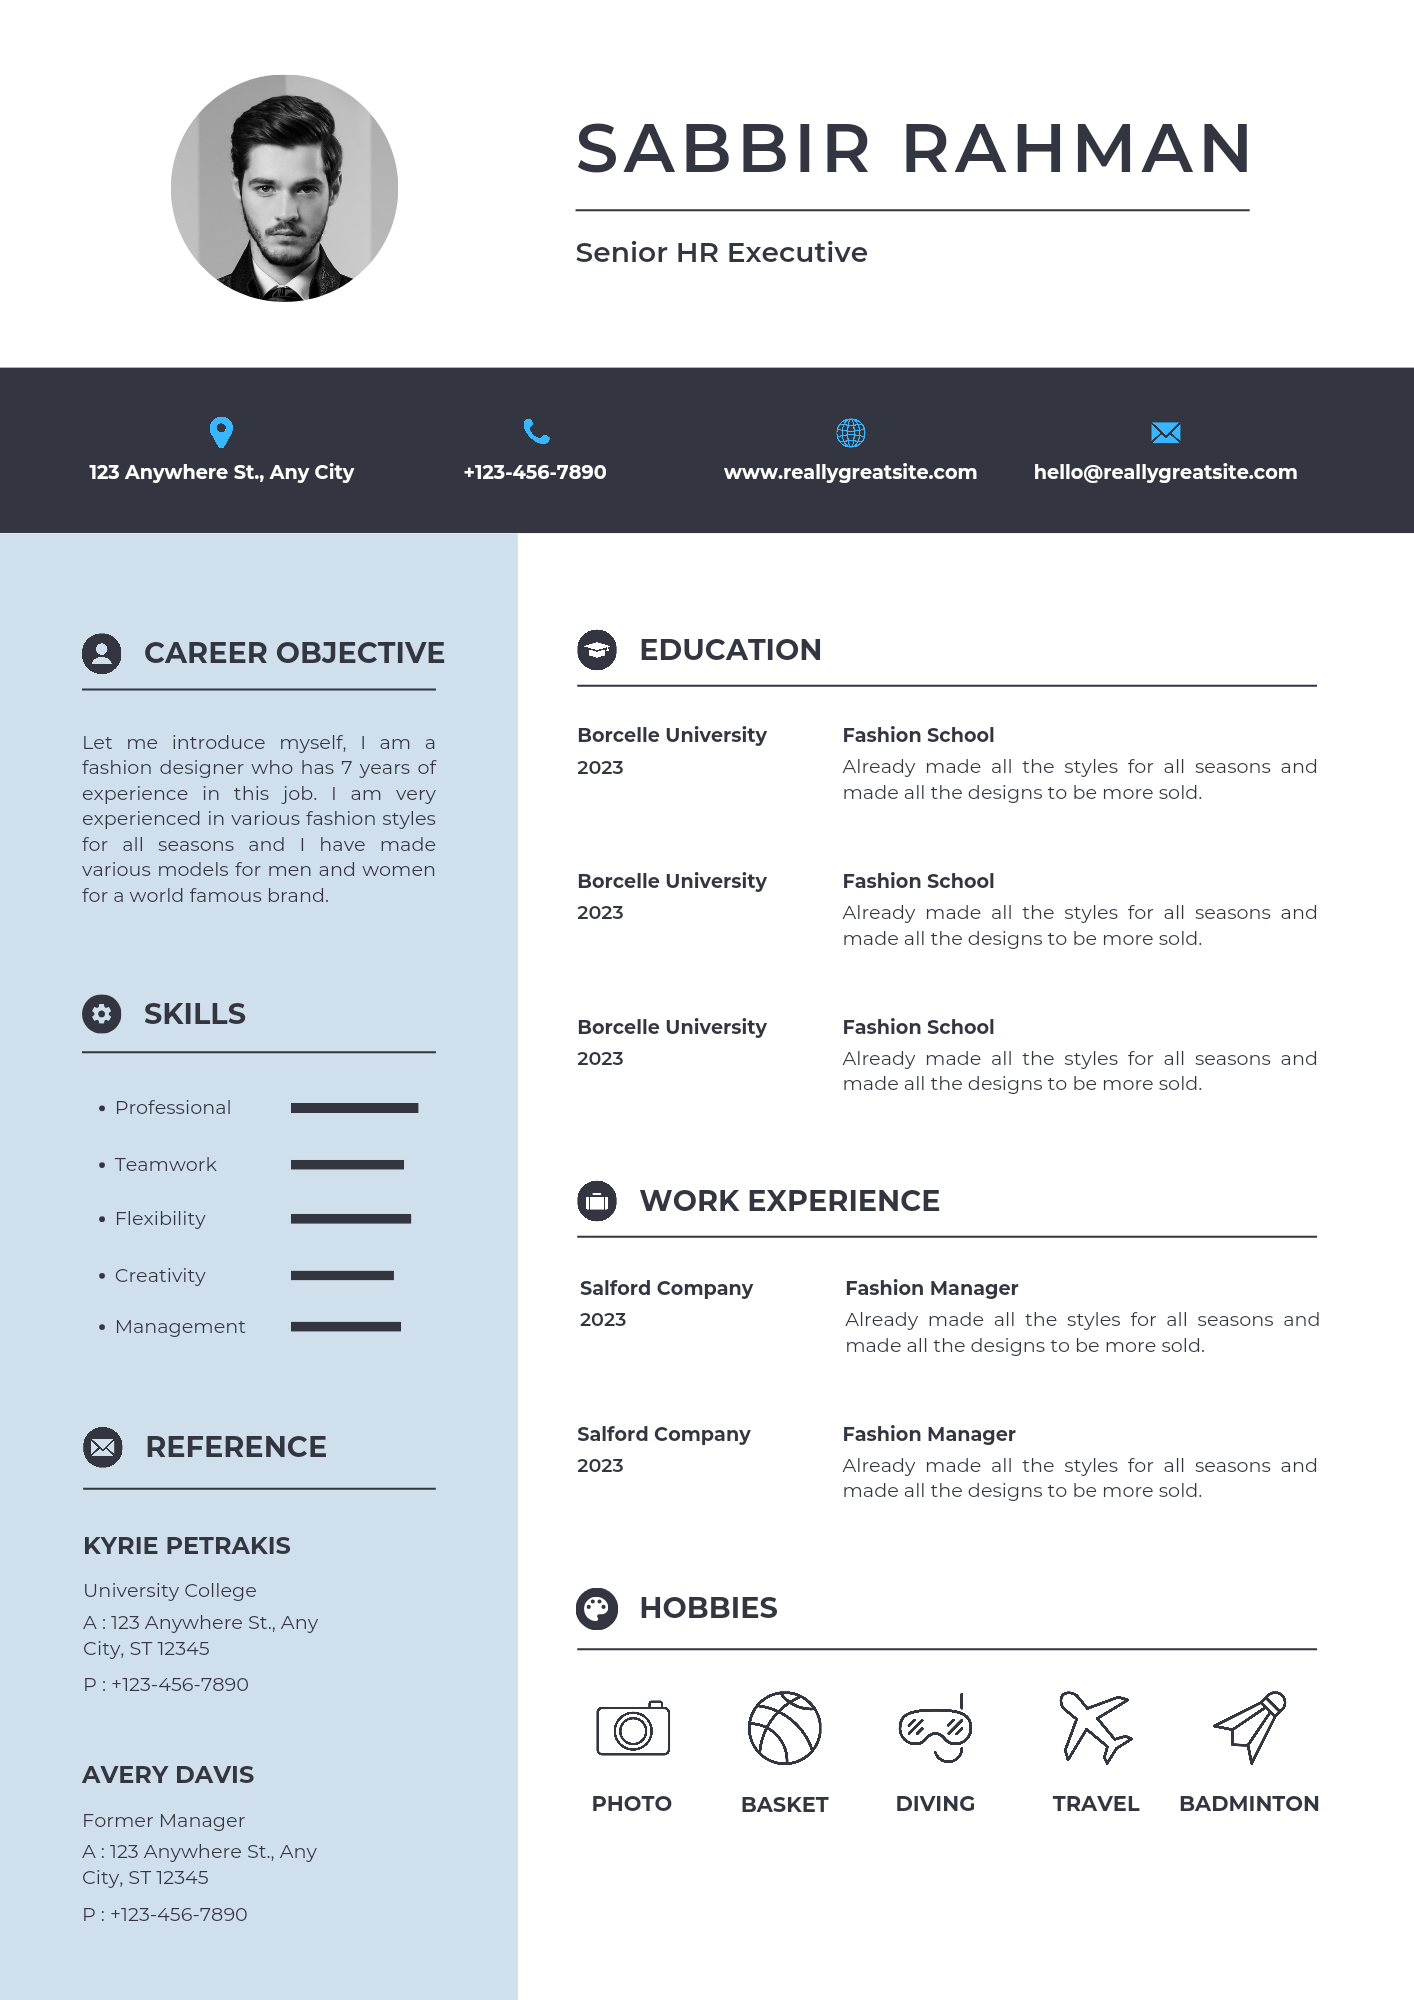 SABBIR RAHMAN
Senior HR Executive
123 Anywhere St., Any City
+123-456-7890
www.reallygreatsite.com
hello@reallygreatsite.com
CAREER OBJECTIVE
Let me introduce myself, I am a
fashion designer who has 7 years of
experience in this job. I am very
experienced in various fashion styles
for all seasons and I have made
various models for men and women
for a world famous brand.
SKILLS
• Professional
• Teamwork
• Flexibility
• Creativity
• Management
REFERENCE
KYRIE PETRAKIS
University College
A : 123 Anywhere St., Any
City, ST 12345
P : +123-456-7890
AVERY DAVIS
Former Manager
A : 123 Anywhere St., Any
City, ST 12345
P : +123-456-7890
EDUCATION
Borcelle University
2023
Fashion School
Already made all the styles for all seasons and
made all the designs to be more sold.
Borcelle University
2023
Fashion School
Already made all the styles for all seasons and
made all the designs to be more sold.
Borcelle University
2023
Fashion School
Already made all the styles for all seasons and
made all the designs to be more sold.
WORK EXPERIENCE
Salford Company
2023
Fashion Manager
Already made all the styles for all seasons and
made all the designs to be more sold.
Salford Company
2023
Fashion Manager
Already made all the styles for all seasons and
made all the designs to be more sold.
HOBBIES
PHOTO
BASKET
DIVING
TRAVEL
BADMINTON